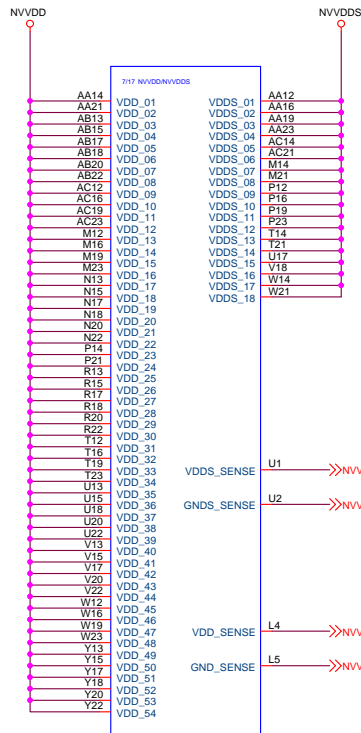 NVVDD NVVDDS
7/17 NVVDD/NVVDDS
AA14 VDD_01 VDDS_01 AA12
AA21 VDD_02 VDDS_02 AA16
AB13 VDD_03 VDDS_03 AA19
AB15 VDD_04 VDDS_04 AA23
AB17 VDD_05 VDDS_05 AC14
AB18 VDD_06 VDDS_06 AC21
AB20 VDD_07 VDDS_07 M14
AB22 VDD_08 VDDS_08 M21
AC12 VDD_09 VDDS_09 P12
AC16 VDD_10 VDDS_10 P16
AC19 VDD_11 VDDS_11 P19
AC23 VDD_12 VDDS_12 P23
M12 VDD_13 VDDS_13 T14
M16 VDD_14 VDDS_14 T21
M19 VDD_15 VDDS_15 U17
M23 VDD_16 VDDS_16 V18
N13 VDD_17 VDDS_17 W14
N15 VDD_18 VDDS_18 W21
N17 VDD_19
N18 VDD_20
N20 VDD_21
N22 VDD_22
P14 VDD_23
P21 VDD_24
R13 VDD_25
R15 VDD_26
R17 VDD_27
R18 VDD_28
R20 VDD_29
R22 VDD_30
T12 VDD_31
T16 VDD_32
T19 VDD_33 VDDS_SENSE U1 NVV
T23 VDD_34
U13 VDD_35
U15 VDD_36 GNDS_SENSE U2 NVV
U18 VDD_37
U20 VDD_38
U22 VDD_39
V13 VDD_40
V15 VDD_41
V17 VDD_42
V20 VDD_43
V22 VDD_44
W12 VDD_45
W16 VDD_46
W19 VDD_47 VDD_SENSE L4 NVV
W23 VDD_48
Y13 VDD_49
Y15 VDD_50 GND_SENSE L5 NVV
Y17 VDD_51
Y18 VDD_52
Y20 VDD_53
Y22 VDD_54